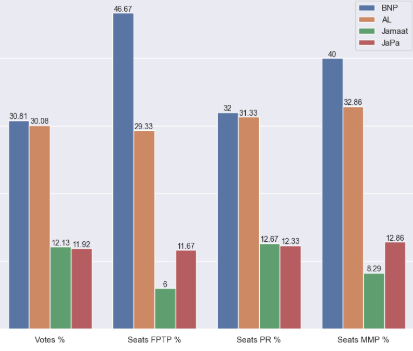 BNP
AL
Jamaat
JaPa
30.81
30.08
12.13
11.92
46.67
29.33
6
11.67
32
31.33
12.67
12.33
40
32.86
8.29
12.86
Votes %
Seats FPTP %
Seats PR %
Seats MMP %